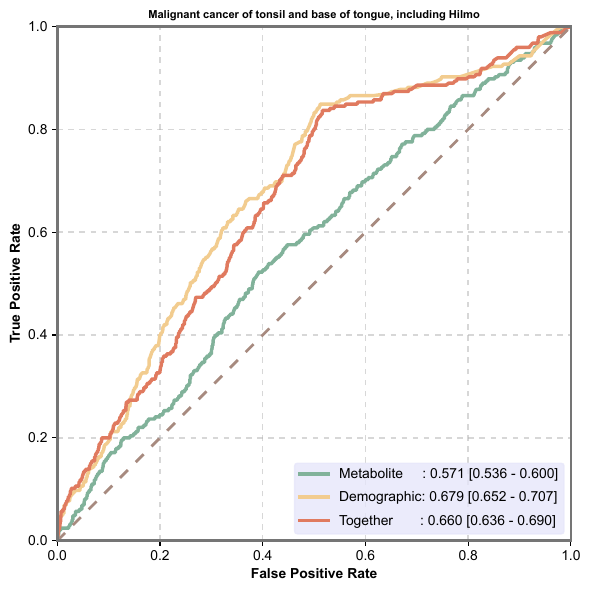 Malignant cancer of tonsil and base of tongue, including Hilmo
True Positive Rate
1.0
0.8
0.6
0.4
0.2
0.0
Metabolite : 0.571 [0.536 - 0.600]
Demographic: 0.679 [0.652 - 0.707]
Together : 0.660 [0.636 - 0.690]
0.0 0.2 0.4 0.6 0.8 1.0
False Positive Rate